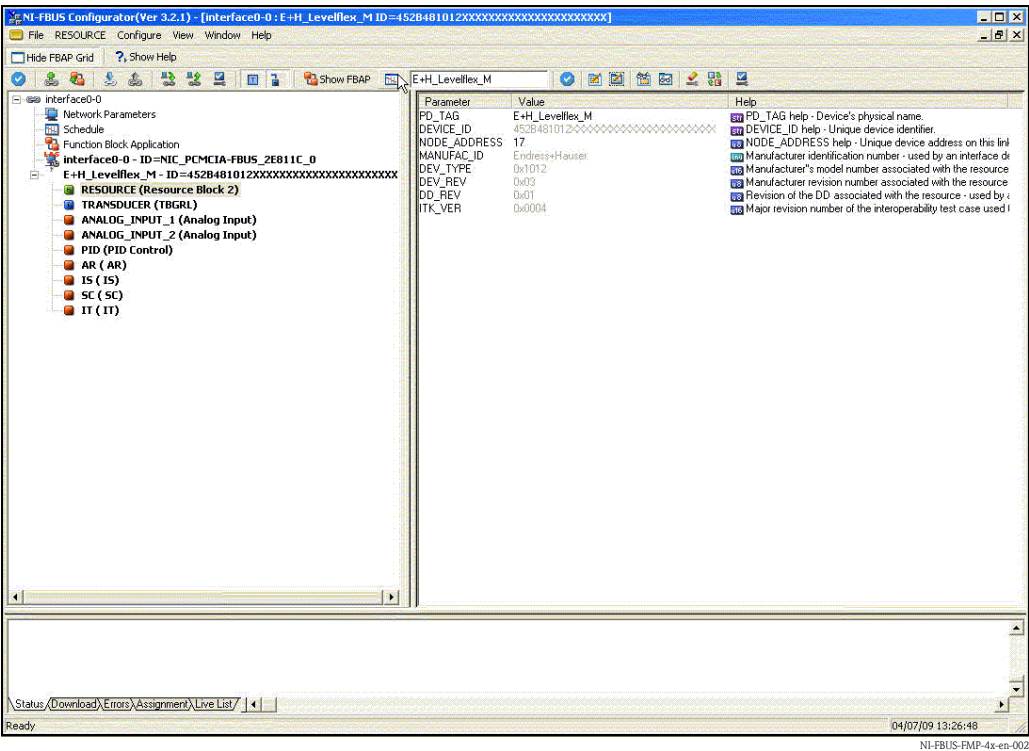 NI-FBUS Configurator(Ver 3.2.1) - [interface0-0 : E+H_Levelflex_M ID=452B481012XXXXXXXXXXXXXXXXXXXXXX]
File RESOURCE Configure View Window Help
Hide FBAP Grid ?, Show Help
Show FBAP E+H_Levelflex_M
interface0-0
Network Parameters
Schedule
Function Block Application
interface0-0 - ID=NIC_PCMCIA-FBUS_2E811C_0
E+H_Levelflex_M - ID=452B481012XXXXXXXXXXXXXXXXXXXXXX
RESOURCE (Resource Block 2)
TRANSDUCER (TBGRL)
ANALOG_INPUT_1 (Analog Input)
ANALOG_INPUT_2 (Analog Input)
PID (PID Control)
AR ( AR)
IS ( IS)
SC ( SC)
IT ( IT)
Parameter Value Help
PD_TAG E+H_Levelflex_M PD_TAG help - Device's physical name.
DEVICE_ID 452B481012XXXXXXXXXXXXXXXXXXXXXX DEVICE_ID help - Unique device identifier.
NODE_ADDRESS 17 NODE_ADDRESS help - Unique device address on this link
MANUFAC_ID Endress+Hauser Manufacturer identification number - used by an interface de
DEV_TYPE 0x1012 Manufacturer"s model number associated with the resource
DEV_REV 0x03 Manufacturer revision number associated with the resource
DD_REV 0x01 Revision of the DD associated with the resource - used by
ITK_VER 0x0004 Major revision number of the interoperability test case used
Status Download Errors Assignment Live List
Ready 04/07/09 13:26:48
NI-FBUS-FMP-4x-en-002